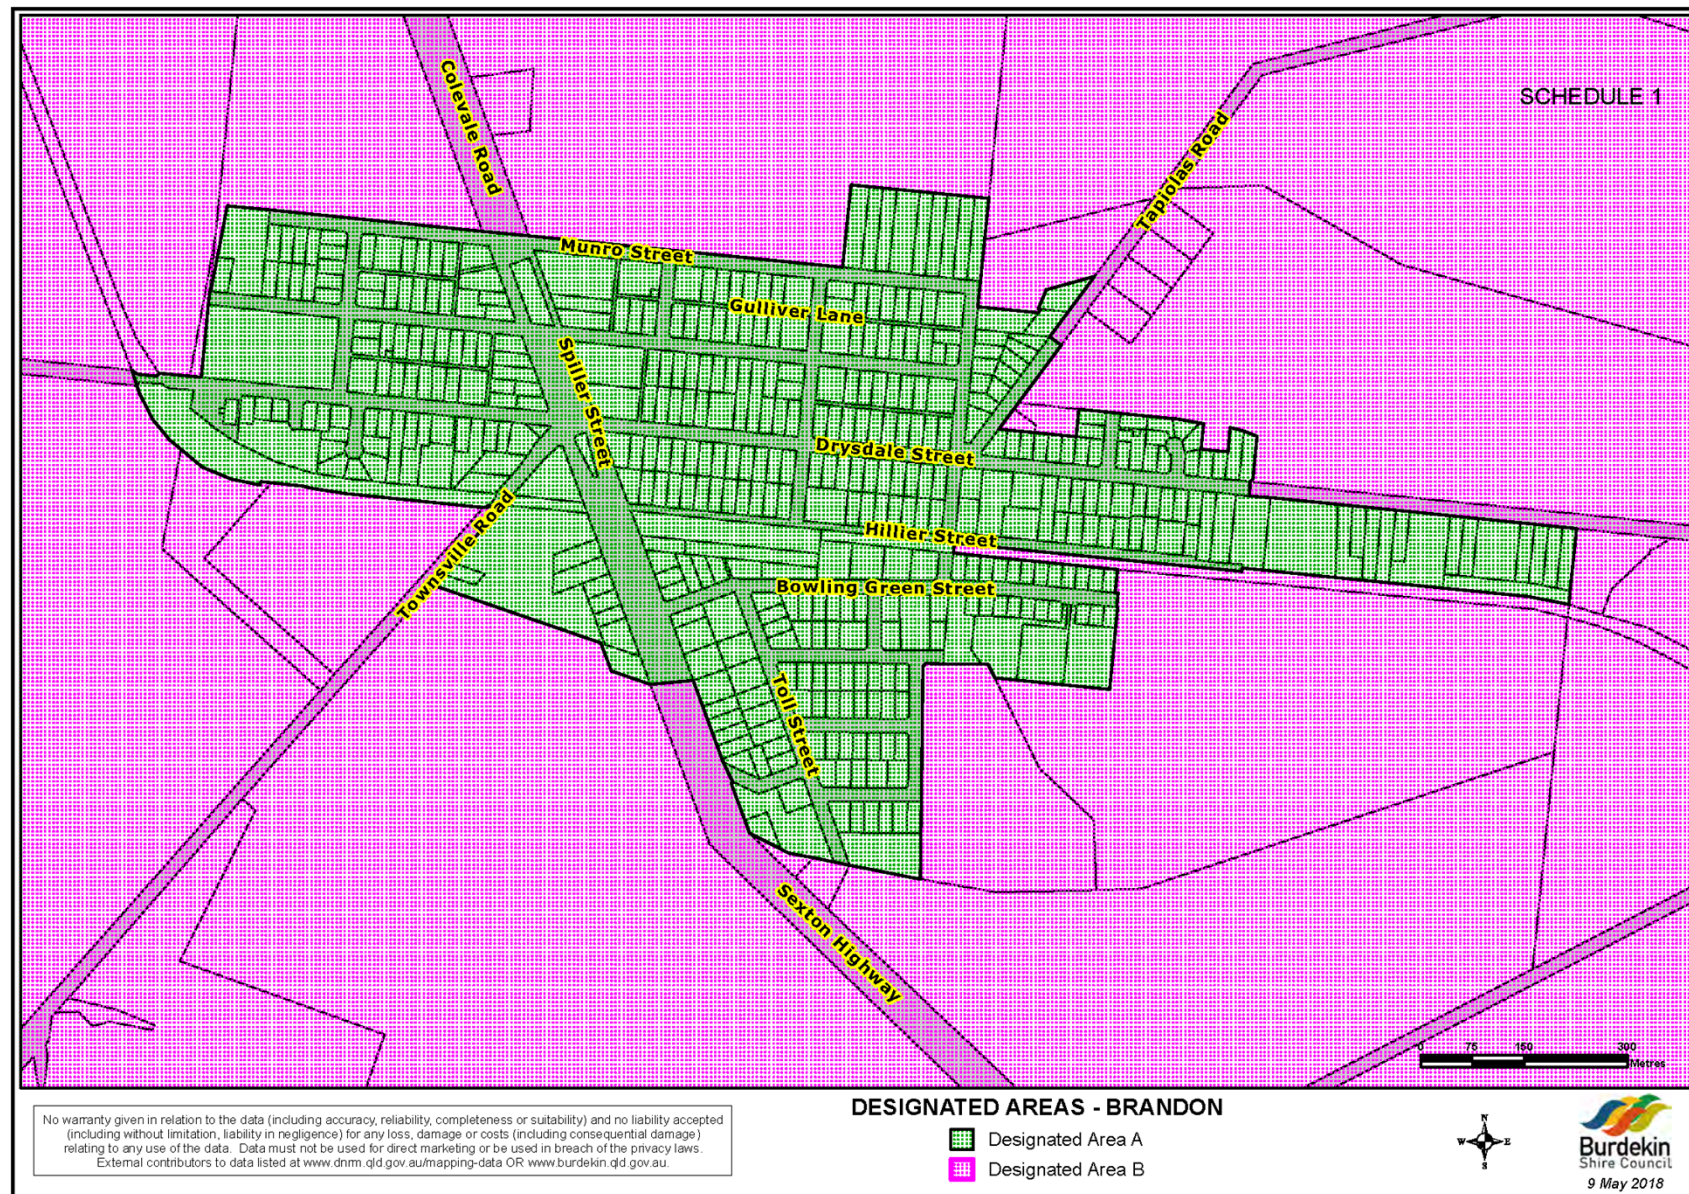 SCHEDULE 1
Colevale Road
Tapiolas Road
Munro Street
Gulliver Lane
Spiller Street
Drysdale Street
Townsville Road
Hillier Street
Bowling Green Street
Toll Street
Sexton Highway
0 75 150 300
Metres
No warranty given in relation to the data (including accuracy, reliability, completeness or suitability) and no liability accepted
(including without limitation, liability in negligence) for any loss, damage or costs (including consequential damage)
relating to any use of the data. Data must not be used for direct marketing or be used in breach of the privacy laws.
External contributors to data listed at www.dnrm.qld.gov.au/mapping-data OR www.burdekin.qld.gov.au.
DESIGNATED AREAS - BRANDON
Designated Area A
Designated Area B
N
W E
S
Burdekin
Shire Council
9 May 2018